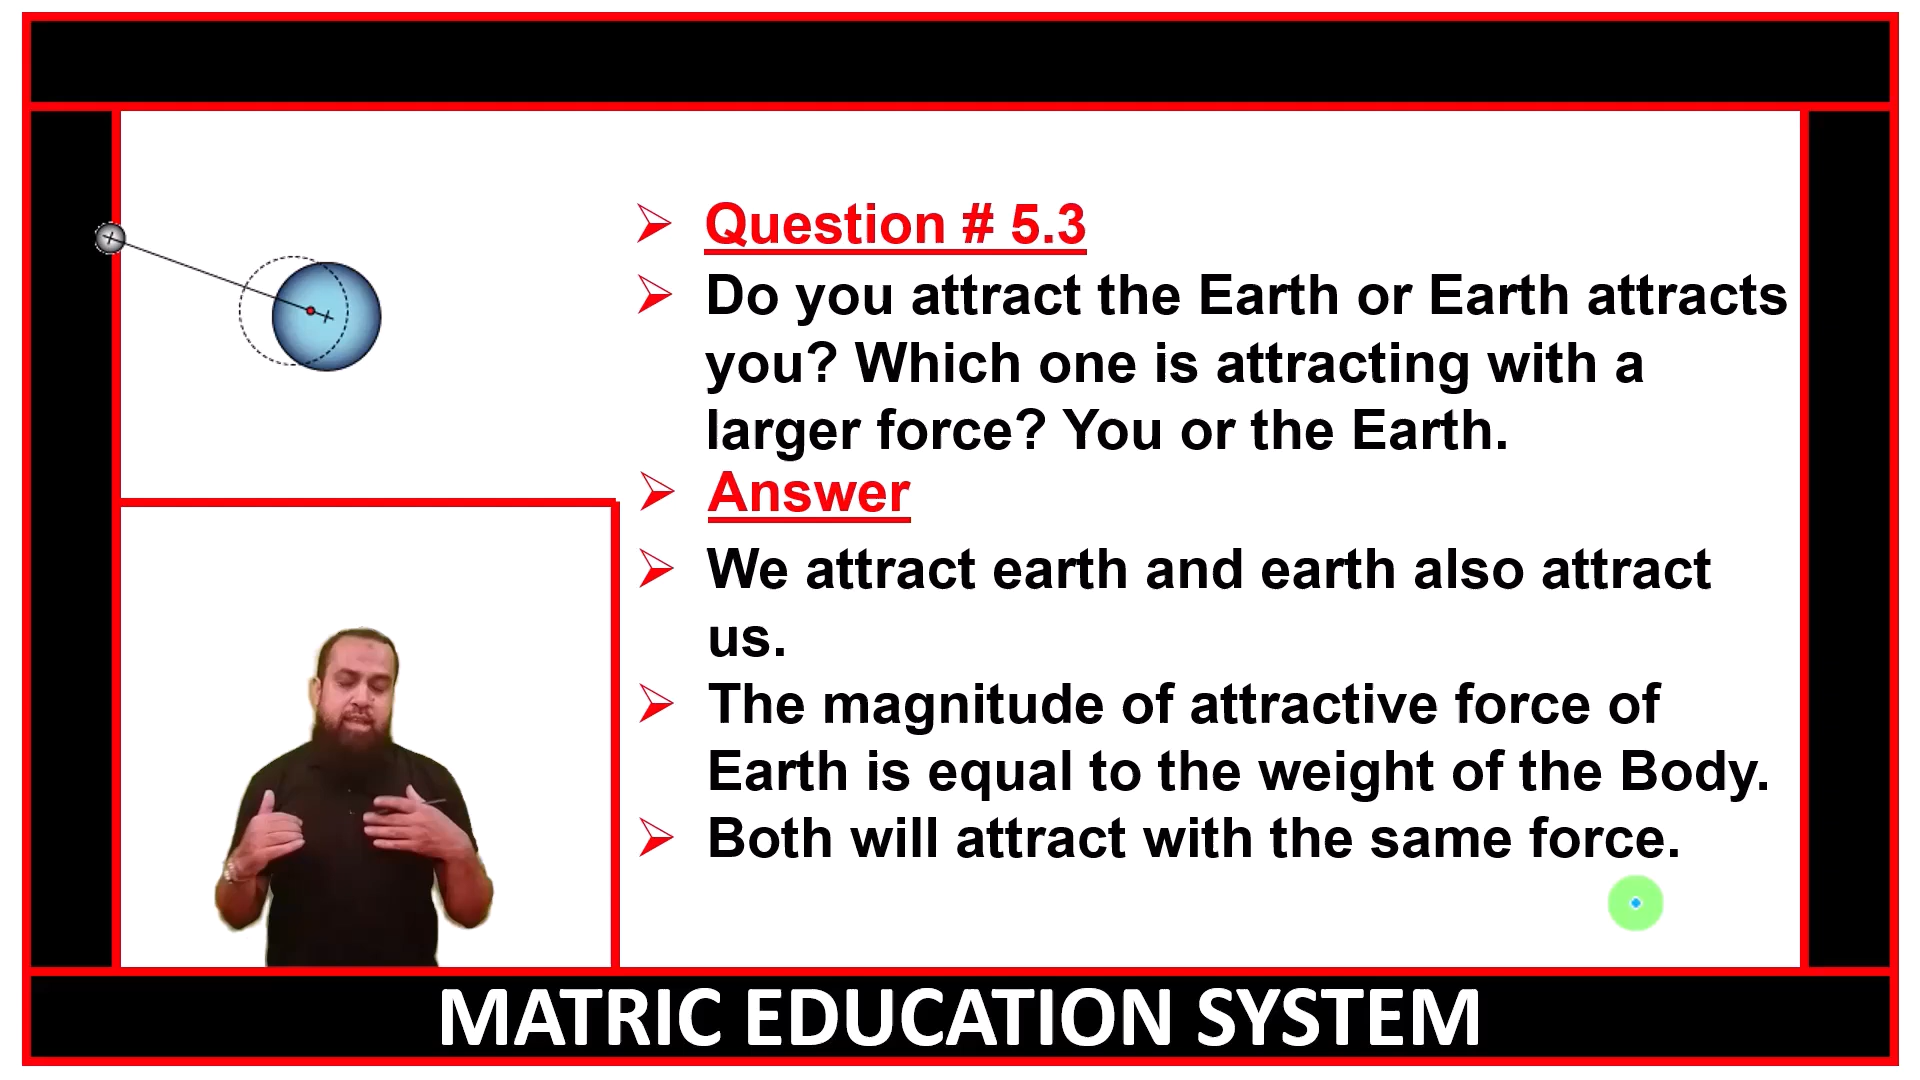 Question # 5.3
Do you attract the Earth or Earth attracts
you? Which one is attracting with a
larger force? You or the Earth.
Answer
We attract earth and earth also attract
us.
The magnitude of attractive force of
Earth is equal to the weight of the Body.
Both will attract with the same force.
MATRIC EDUCATION SYSTEM